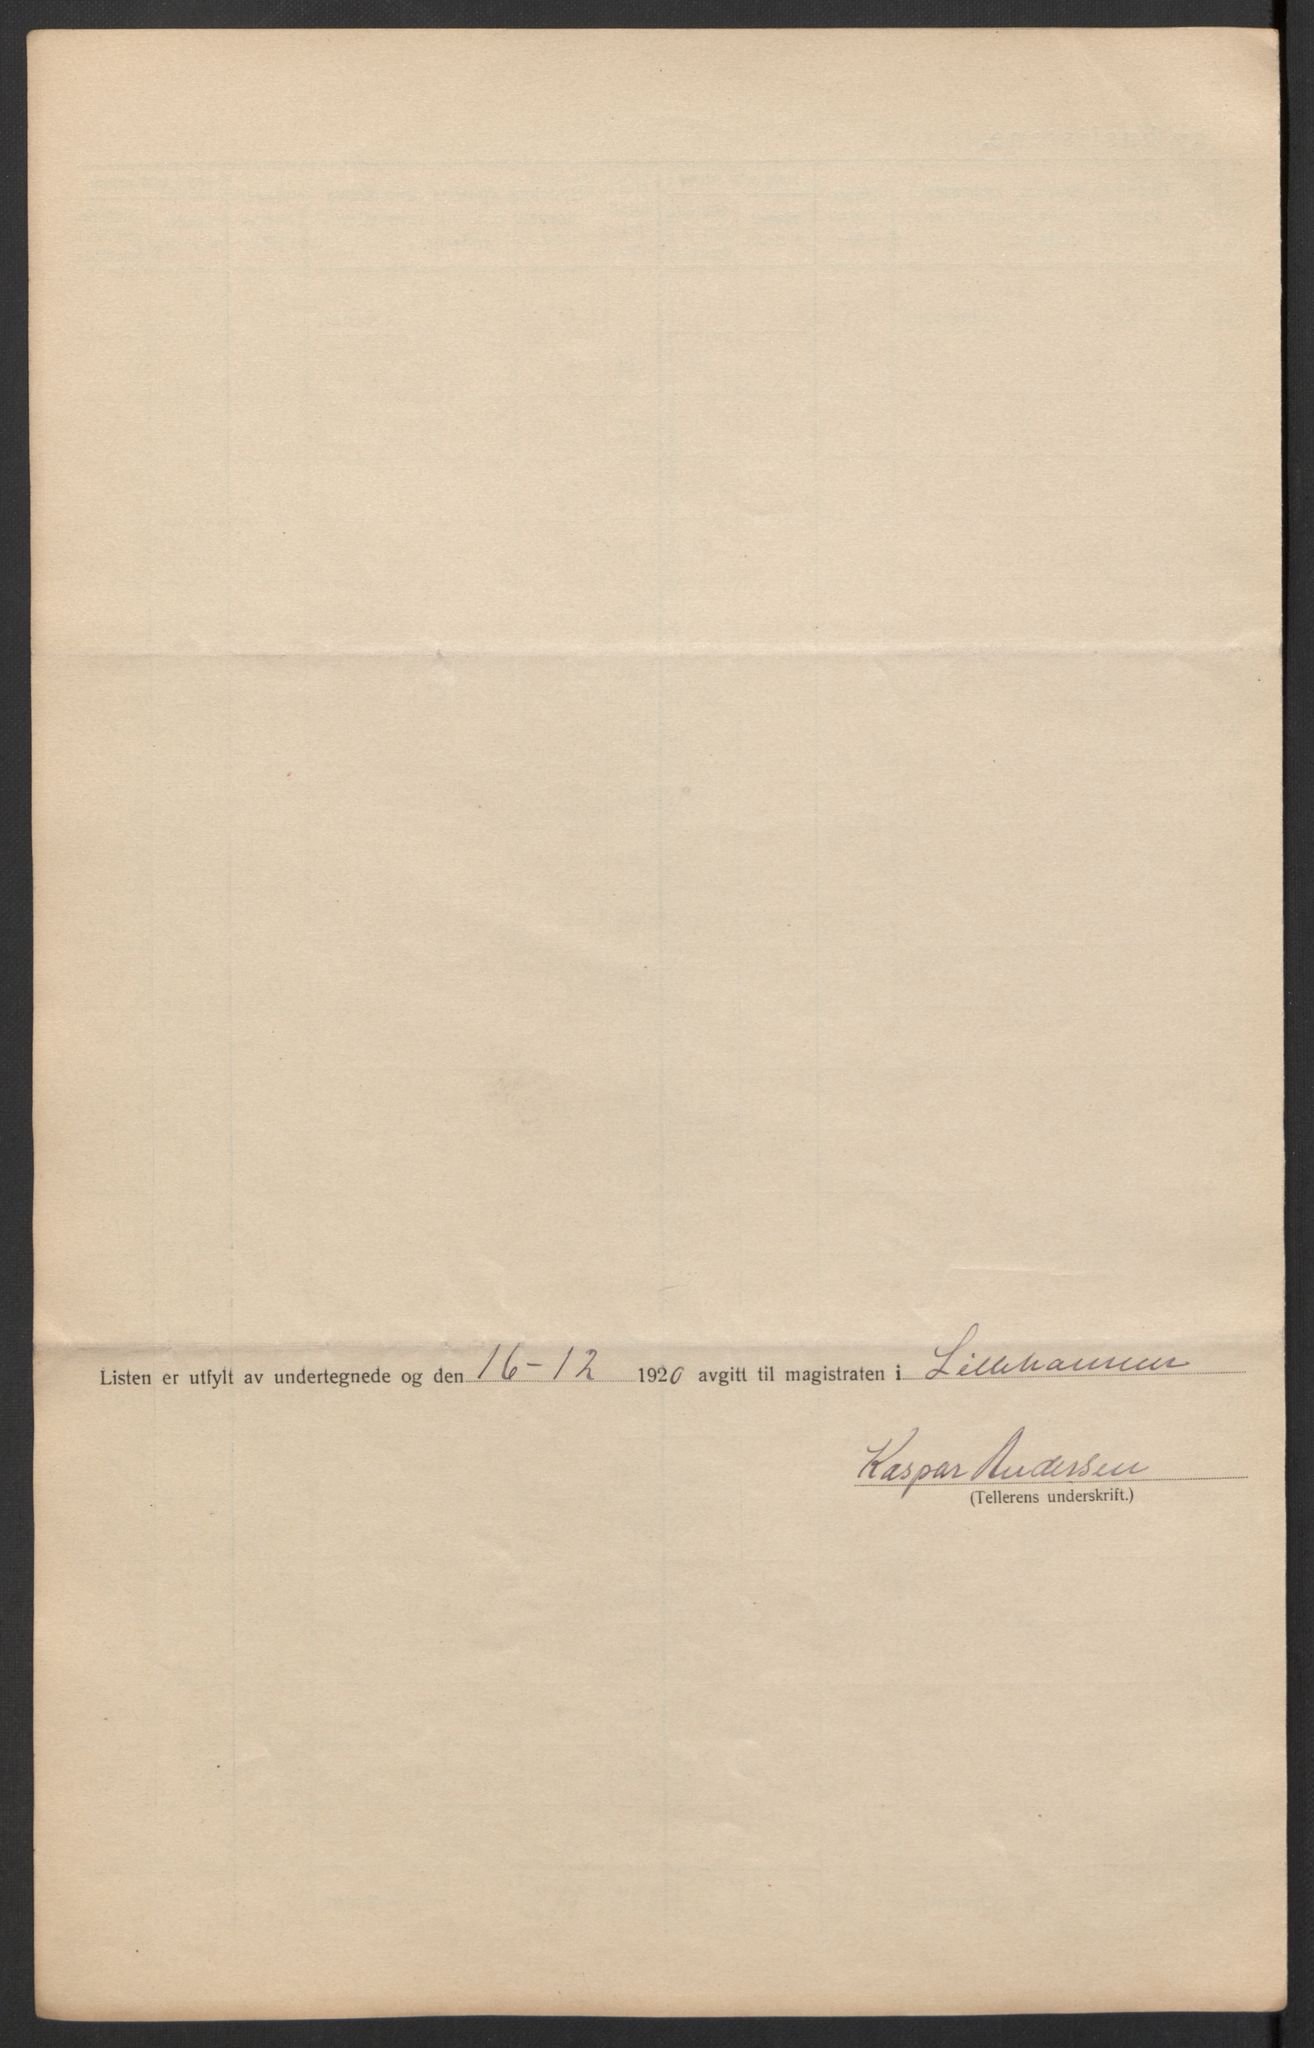 Listen er utfylt av undertegnede og den 16-12 1920 avgitt til magistraten i Lillehammer
Kaspar Andersen
(Tellerens underskrift.)